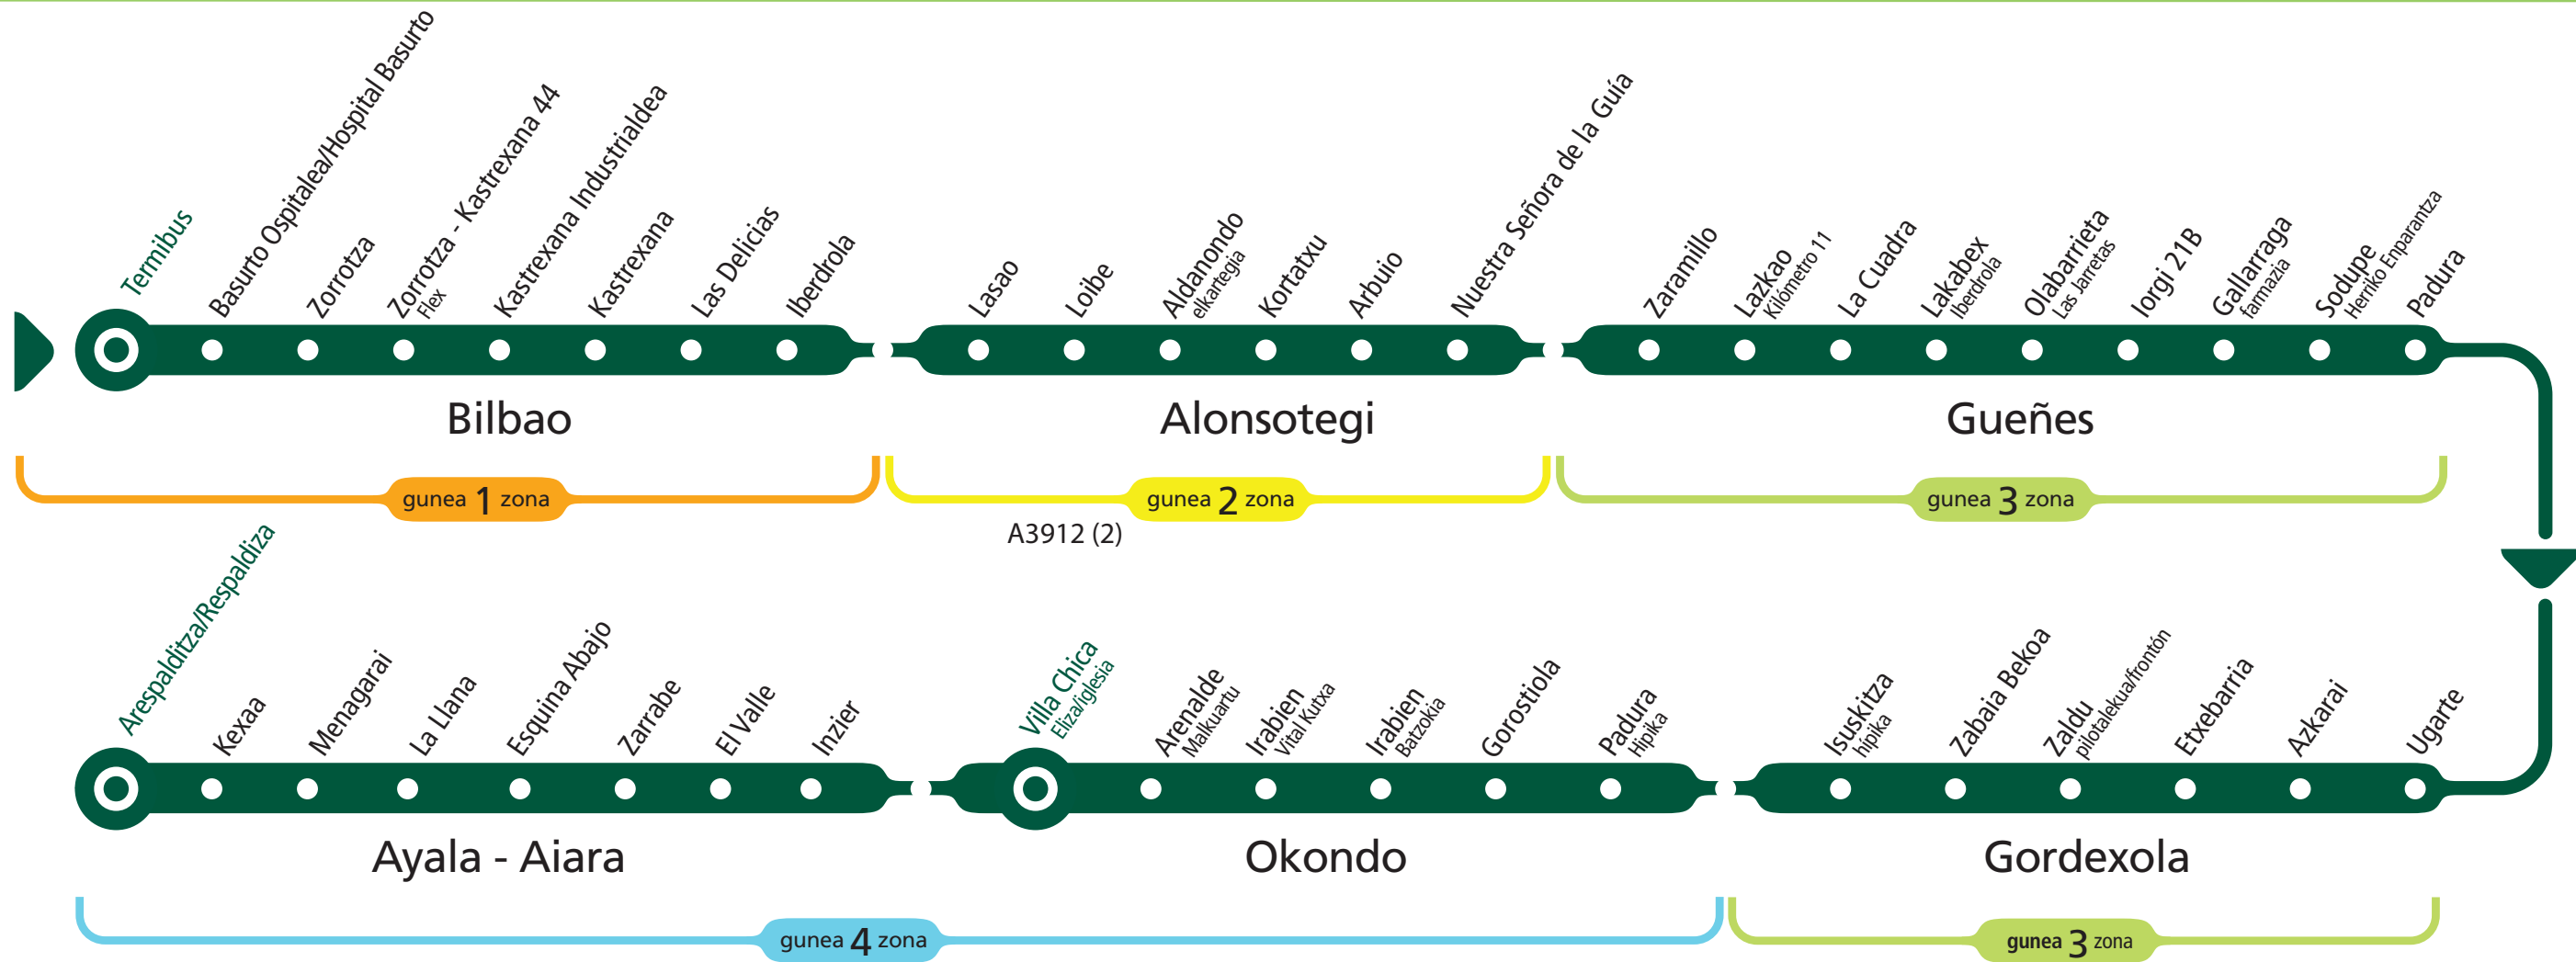 Termibus
Basurto Ospitalea/Hospital Basurto
Zorrotza
Zorrotza - Kastrexana 44
Flex
Kastrexana Industrialdea
Kastrexana
Las Delicias
Iberdrola
Lasao
Loibe
Aldanondo
elkartegia
Kortatxu
Arbuio
Nuestra Señora de la Guía
Zaramillo
Lazkao
Kilómetro 11
La Cuadra
Lakabex
Iberdrola
Olabarrieta
Las Jarretas
Iorgi 21B
Gallarraga
farmazia
Sodupe
Herriko Enparantza
Padura
Bilbao
Alonsotegi
Gueñes
gunea 1 zona
gunea 2 zona
gunea 3 zona
A3912 (2)
Arespalditza/Respaldiza
Kexaa
Menagarai
La Llana
Esquina Abajo
Zarrabe
El Valle
Inzier
Villa Chica
Eliza/iglesia
Arenalde
Malkuartu
Irabien
Vital Kutxa
Irabien
Batzokia
Gorostiola
Padura
Hipika
Isuskitza
hípika
Zabaia Bekoa
Zaldu
pilotalekua/frontón
Etxebarria
Azkarai
Ugarte
Ayala - Aiara
Okondo
Gordexola
gunea 4 zona
gunea 3 zona